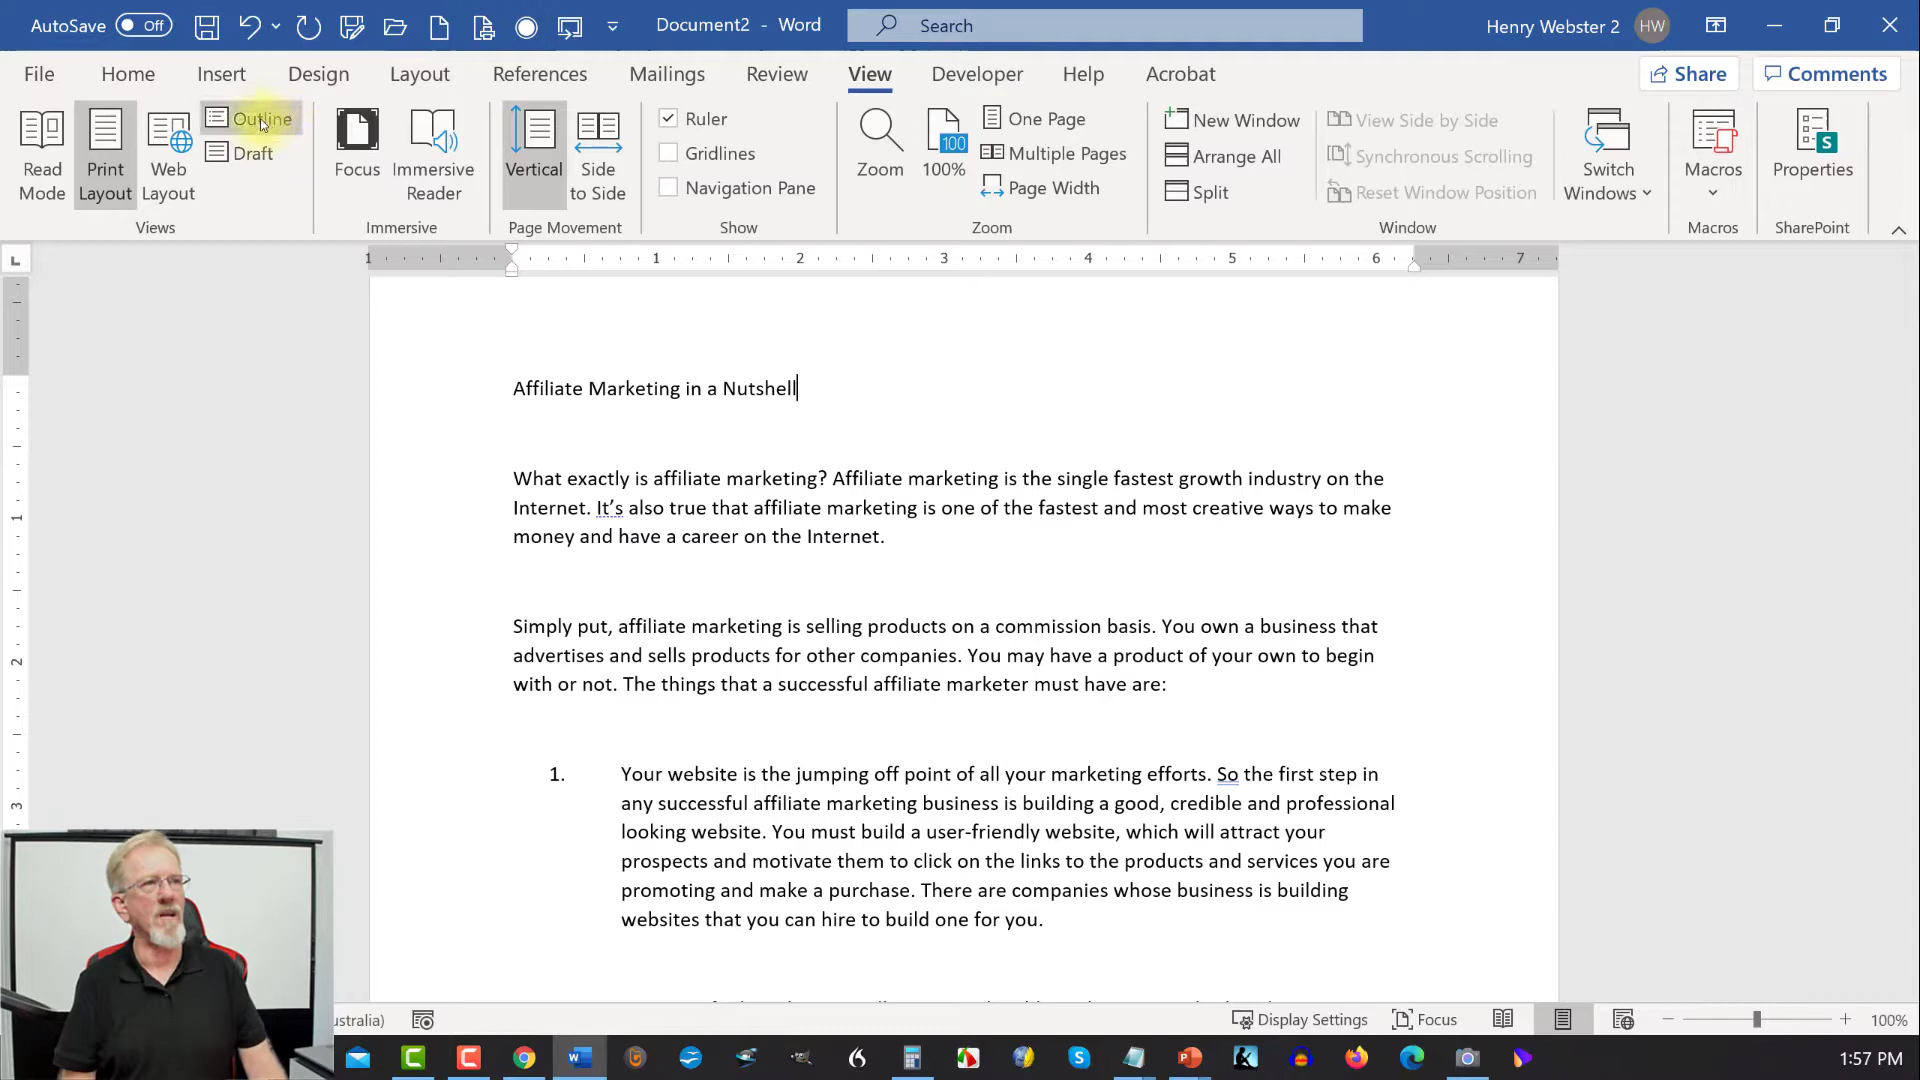 AutoSave Off Document2 - Word Search Henry Webster 2 HW
File Home Insert Design Layout References Mailings Review View Developer Help Acrobat Share Comments
Read Mode
Print Layout
Web Layout
Outline
Draft
Views
Focus
Immersive Reader
Immersive
Vertical
Side to Side
Page Movement
Ruler
Gridlines
Navigation Pane
Show
Zoom
100
100%
One Page
Multiple Pages
Page Width
Zoom
New Window
Arrange All
Split
View Side by Side
Synchronous Scrolling
Reset Window Position
Window
Switch Windows
Macros
Macros
S
Properties
SharePoint
L
1 1 2 3 4 5 6 7
Affiliate Marketing in a Nutshell
What exactly is affiliate marketing? Affiliate marketing is the single fastest growth industry on the
Internet. It’s also true that affiliate marketing is one of the fastest and most creative ways to make
money and have a career on the Internet.
Simply put, affiliate marketing is selling products on a commission basis. You own a business that
advertises and sells products for other companies. You may have a product of your own to begin
with or not. The things that a successful affiliate marketer must have are:
1. Your website is the jumping off point of all your marketing efforts. So the first step in
any successful affiliate marketing business is building a good, credible and professional
looking website. You must build a user-friendly website, which will attract your
prospects and motivate them to click on the links to the products and services you are
promoting and make a purchase. There are companies whose business is building
websites that you can hire to build one for you.
1
2
3
ustralia) Display Settings Focus 100%
1:57 PM